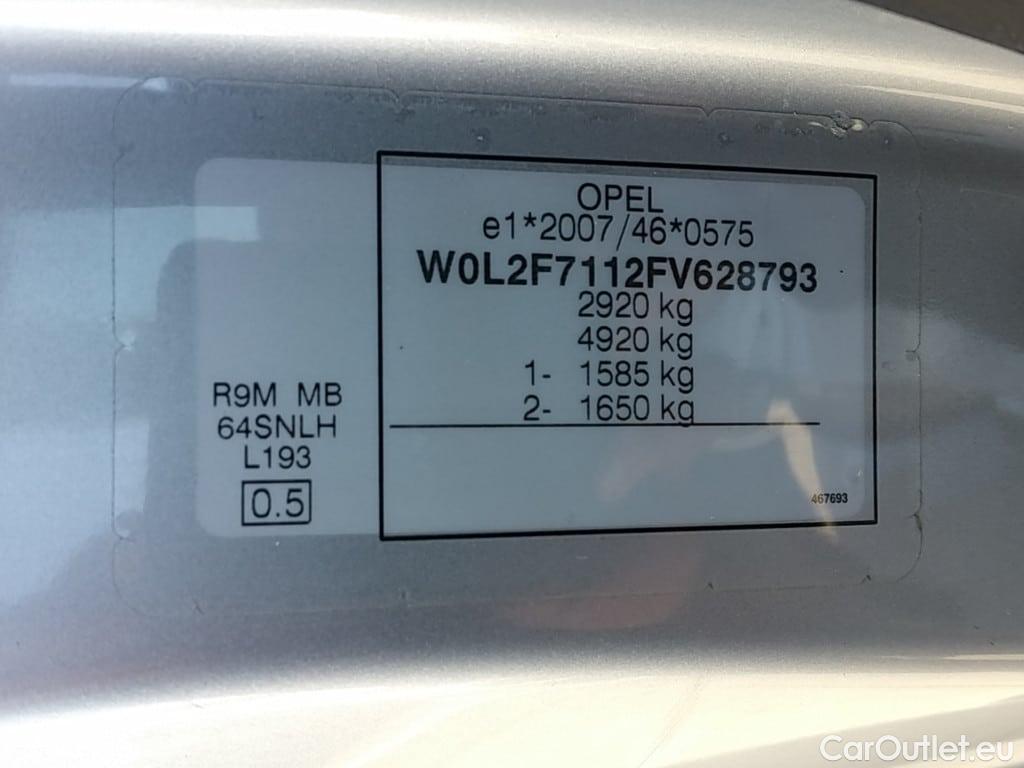 OPEL
e1*2007/46*0575
W0L2F7112FV628793
2920 kg
4920 kg
1- 1585 kg
2- 1650 kg
R9M MB
64SNLH
L193
0.5
467693
CarOutlet.eu